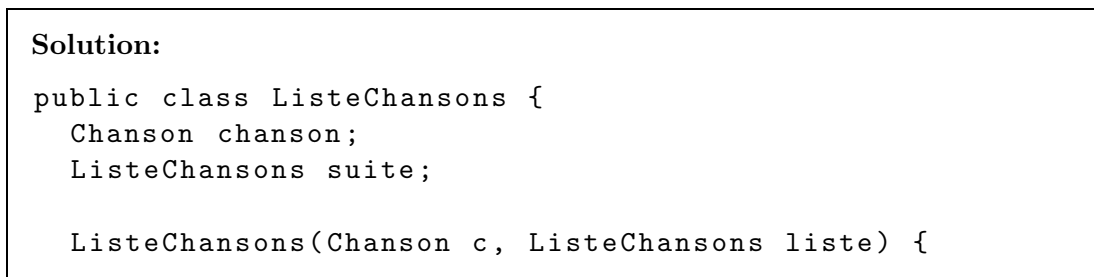 Solution:
public class ListeChansons {
  Chanson chanson;
  ListeChansons suite;

  ListeChansons(Chanson c, ListeChansons liste) {